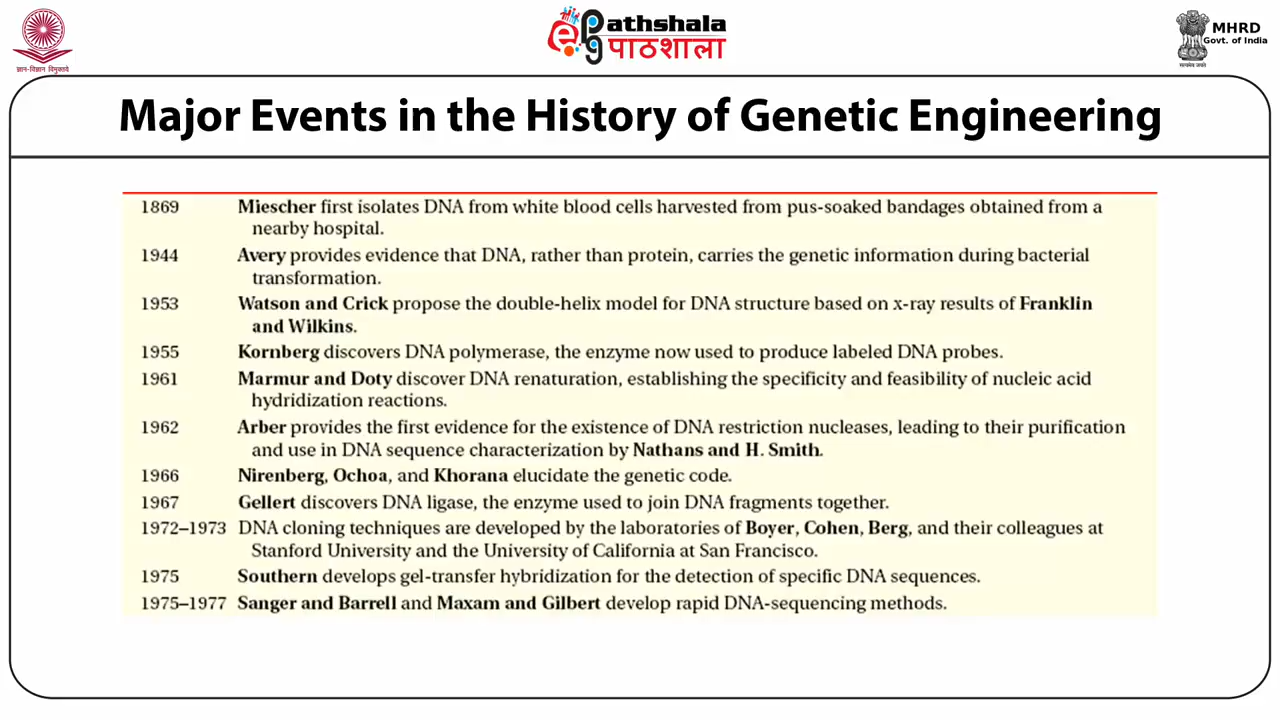 ज्ञान-विज्ञान विमुक्तये
epg
athshala
पाठशाला
MHRD
Govt. of India
सत्यमेव जयते
Major Events in the History of Genetic Engineering
1869 Miescher first isolates DNA from white blood cells harvested from pus-soaked bandages obtained from a
nearby hospital.
1944 Avery provides evidence that DNA, rather than protein, carries the genetic information during bacterial
transformation.
1953 Watson and Crick propose the double-helix model for DNA structure based on x-ray results of Franklin
and Wilkins.
1955 Kornberg discovers DNA polymerase, the enzyme now used to produce labeled DNA probes.
1961 Marmur and Doty discover DNA renaturation, establishing the specificity and feasibility of nucleic acid
hydridization reactions.
1962 Arber provides the first evidence for the existence of DNA restriction nucleases, leading to their purification
and use in DNA sequence characterization by Nathans and H. Smith.
1966 Nirenberg, Ochoa, and Khorana elucidate the genetic code.
1967 Gellert discovers DNA ligase, the enzyme used to join DNA fragments together.
1972–1973 DNA cloning techniques are developed by the laboratories of Boyer, Cohen, Berg, and their colleagues at
Stanford University and the University of California at San Francisco.
1975 Southern develops gel-transfer hybridization for the detection of specific DNA sequences.
1975–1977 Sanger and Barrell and Maxam and Gilbert develop rapid DNA-sequencing methods.